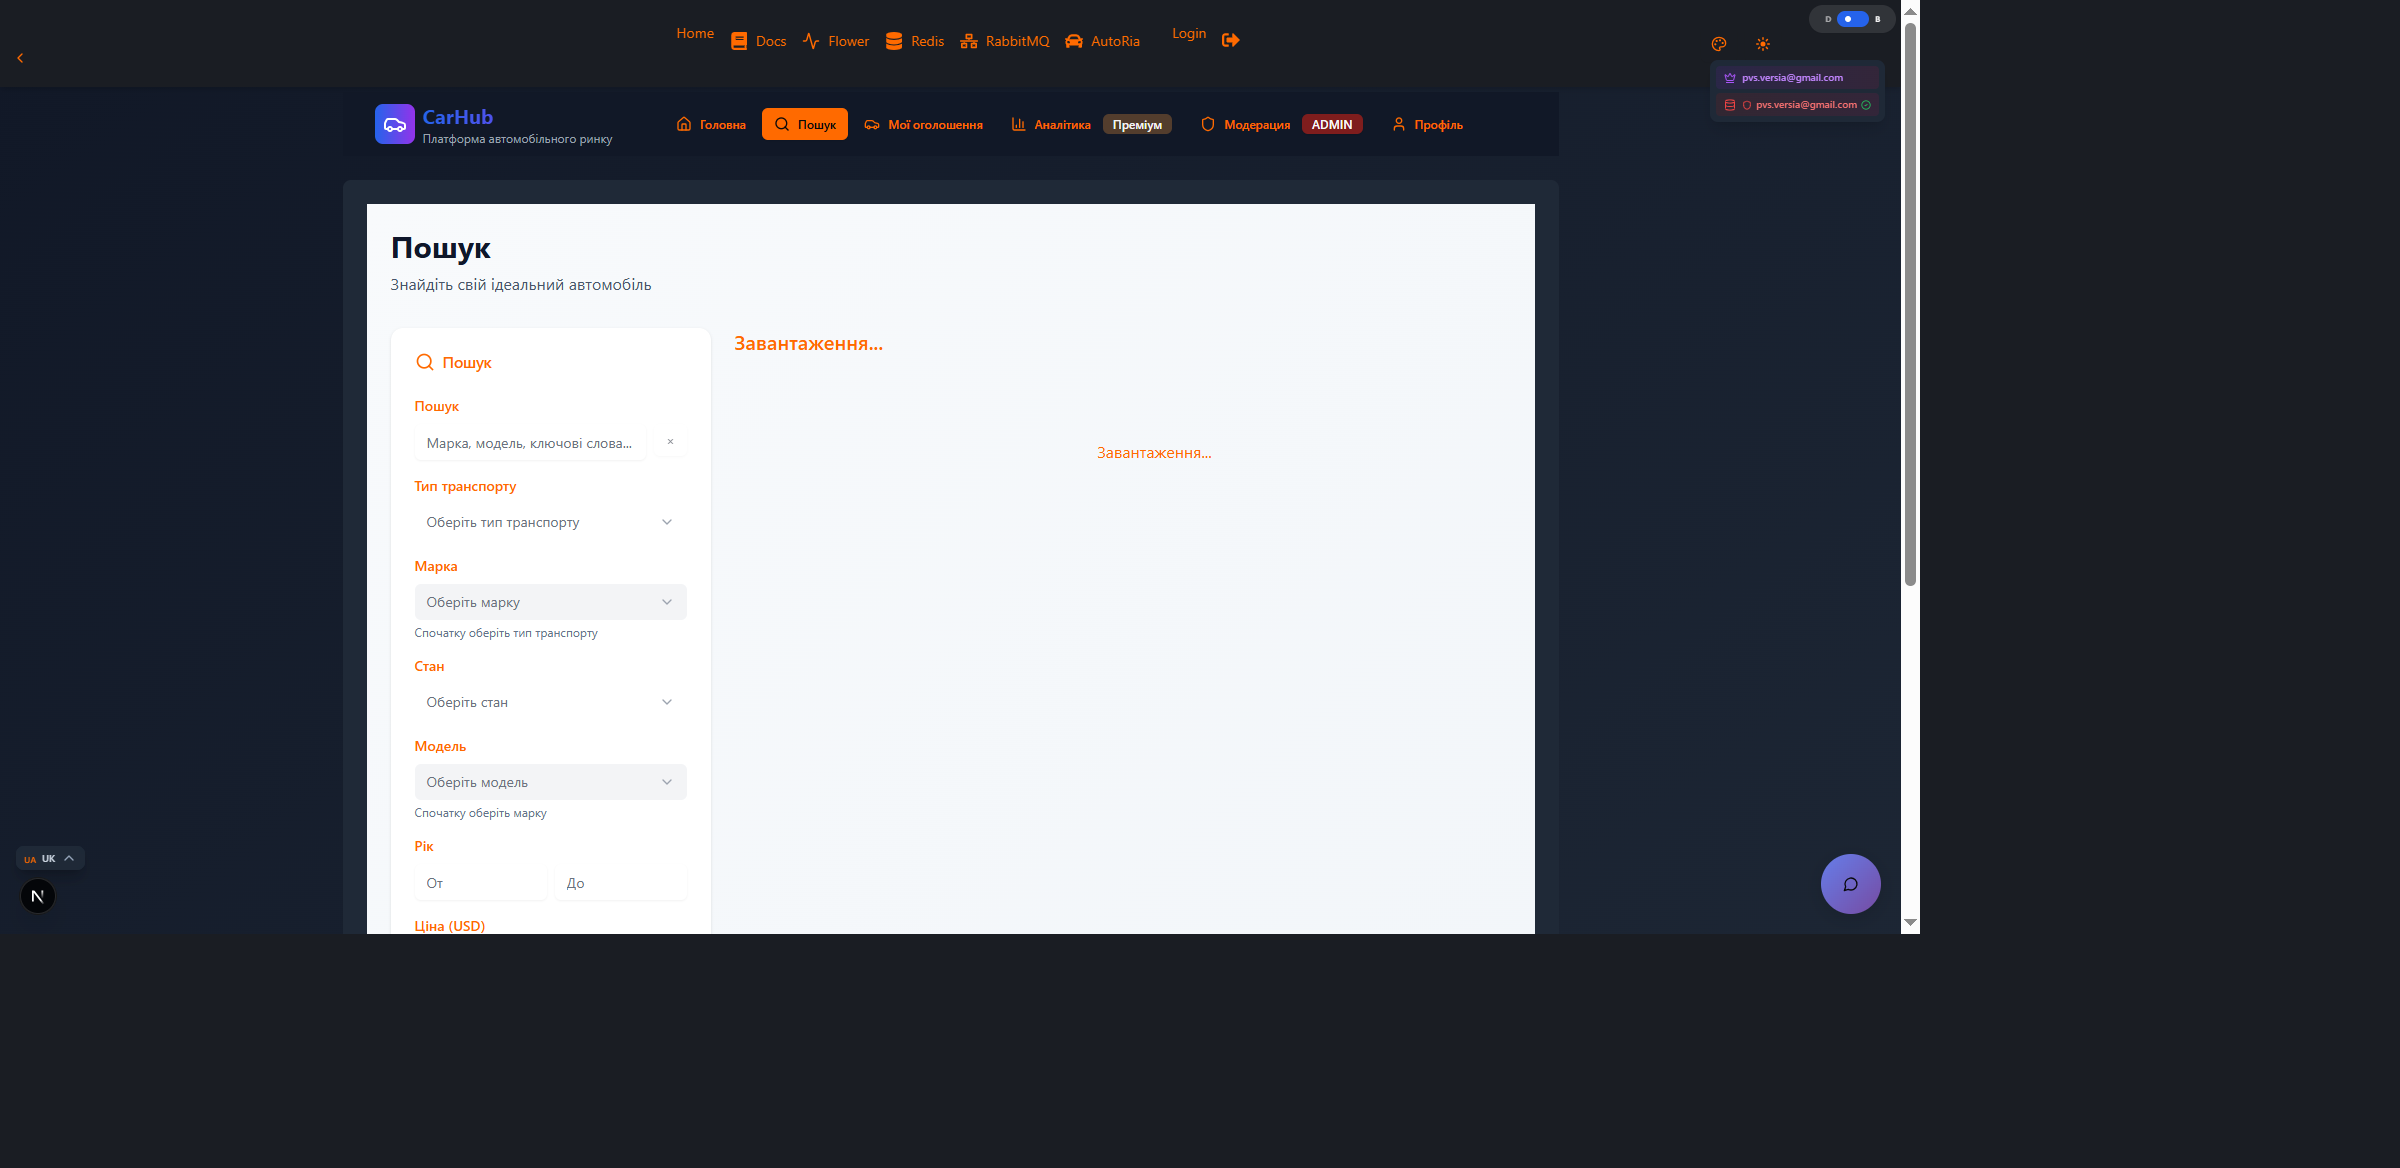 Home Docs Flower Redis RabbitMQ AutoRia Login
D B
pvs.versia@gmail.com
pvs.versia@gmail.com
CarHub
Платформа автомобільного ринку
Головна Пошук Мої оголошення Аналітика Преміум Модерация ADMIN Профіль
Пошук
Знайдіть свій ідеальний автомобіль
Пошук
Пошук
Марка, модель, ключові слова...
×
Тип транспорту
Оберіть тип транспорту
Марка
Оберіть марку
Спочатку оберіть тип транспорту
Стан
Оберіть стан
Модель
Оберіть модель
Спочатку оберіть марку
Рік
От До
Ціна (USD)
Завантаження...
Завантаження...
UA UK
N